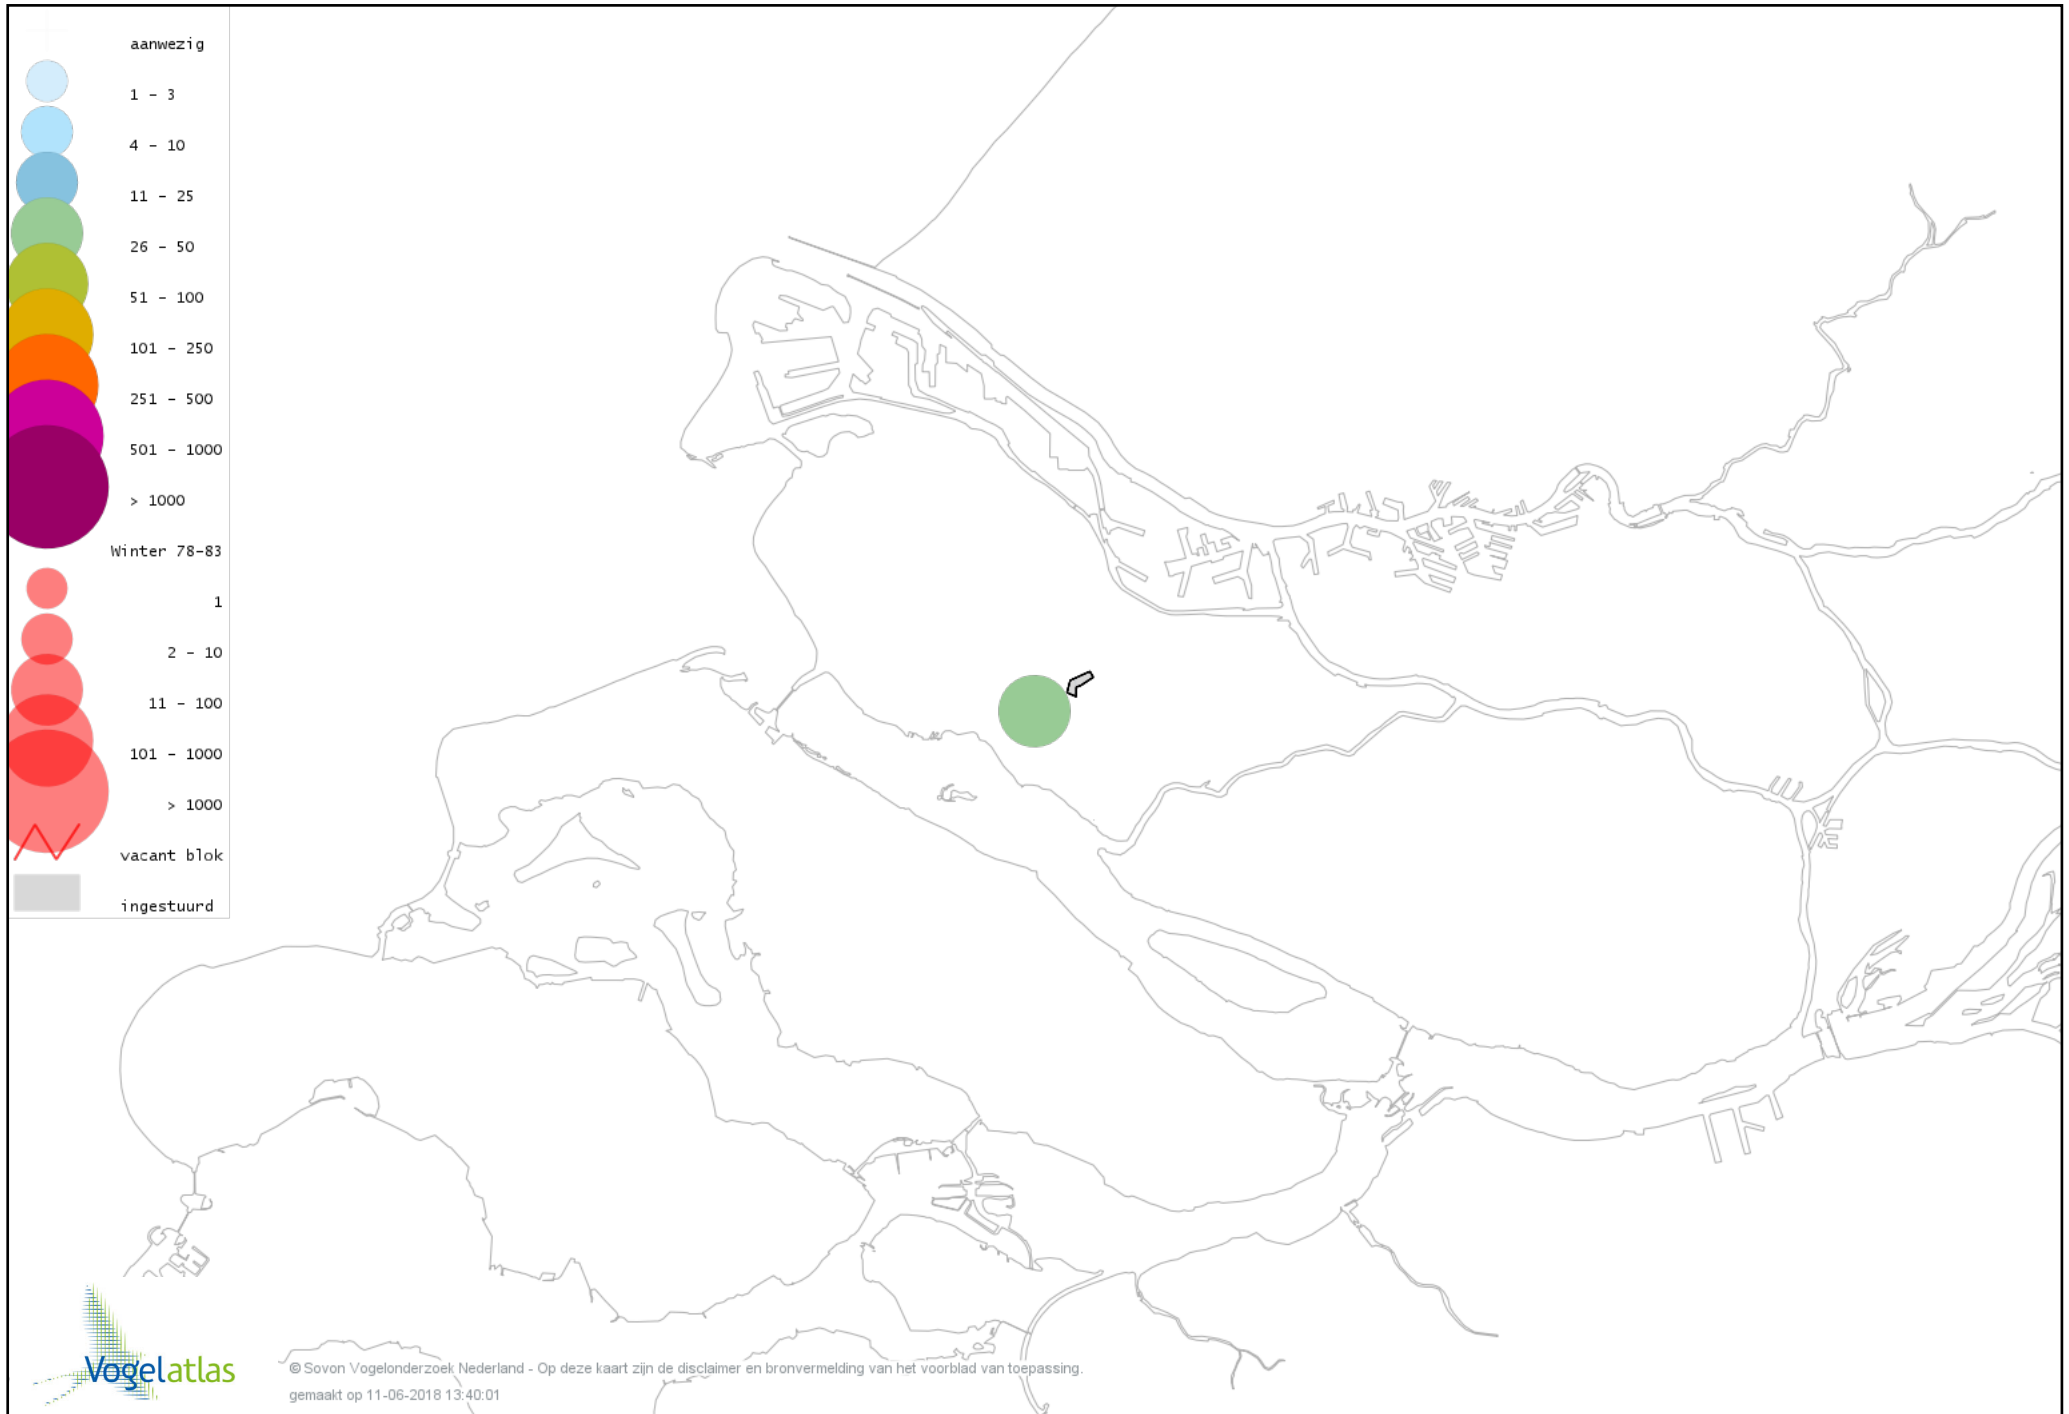 aanwezig
1 - 3
4 - 10
11 - 25
26 - 50
51 - 100
101 - 250
251 - 500
501 - 1000
> 1000
Winter 78-83
1
2 - 10
11 - 100
101 - 1000
> 1000
vacant blok
ingestuurd
Vogelatlas
© Sovon Vogelonderzoek Nederland - Op deze kaart zijn de disclaimer en bronvermelding van het voorblad van toepassing.
gemaakt op 11-06-2018 13:40:01